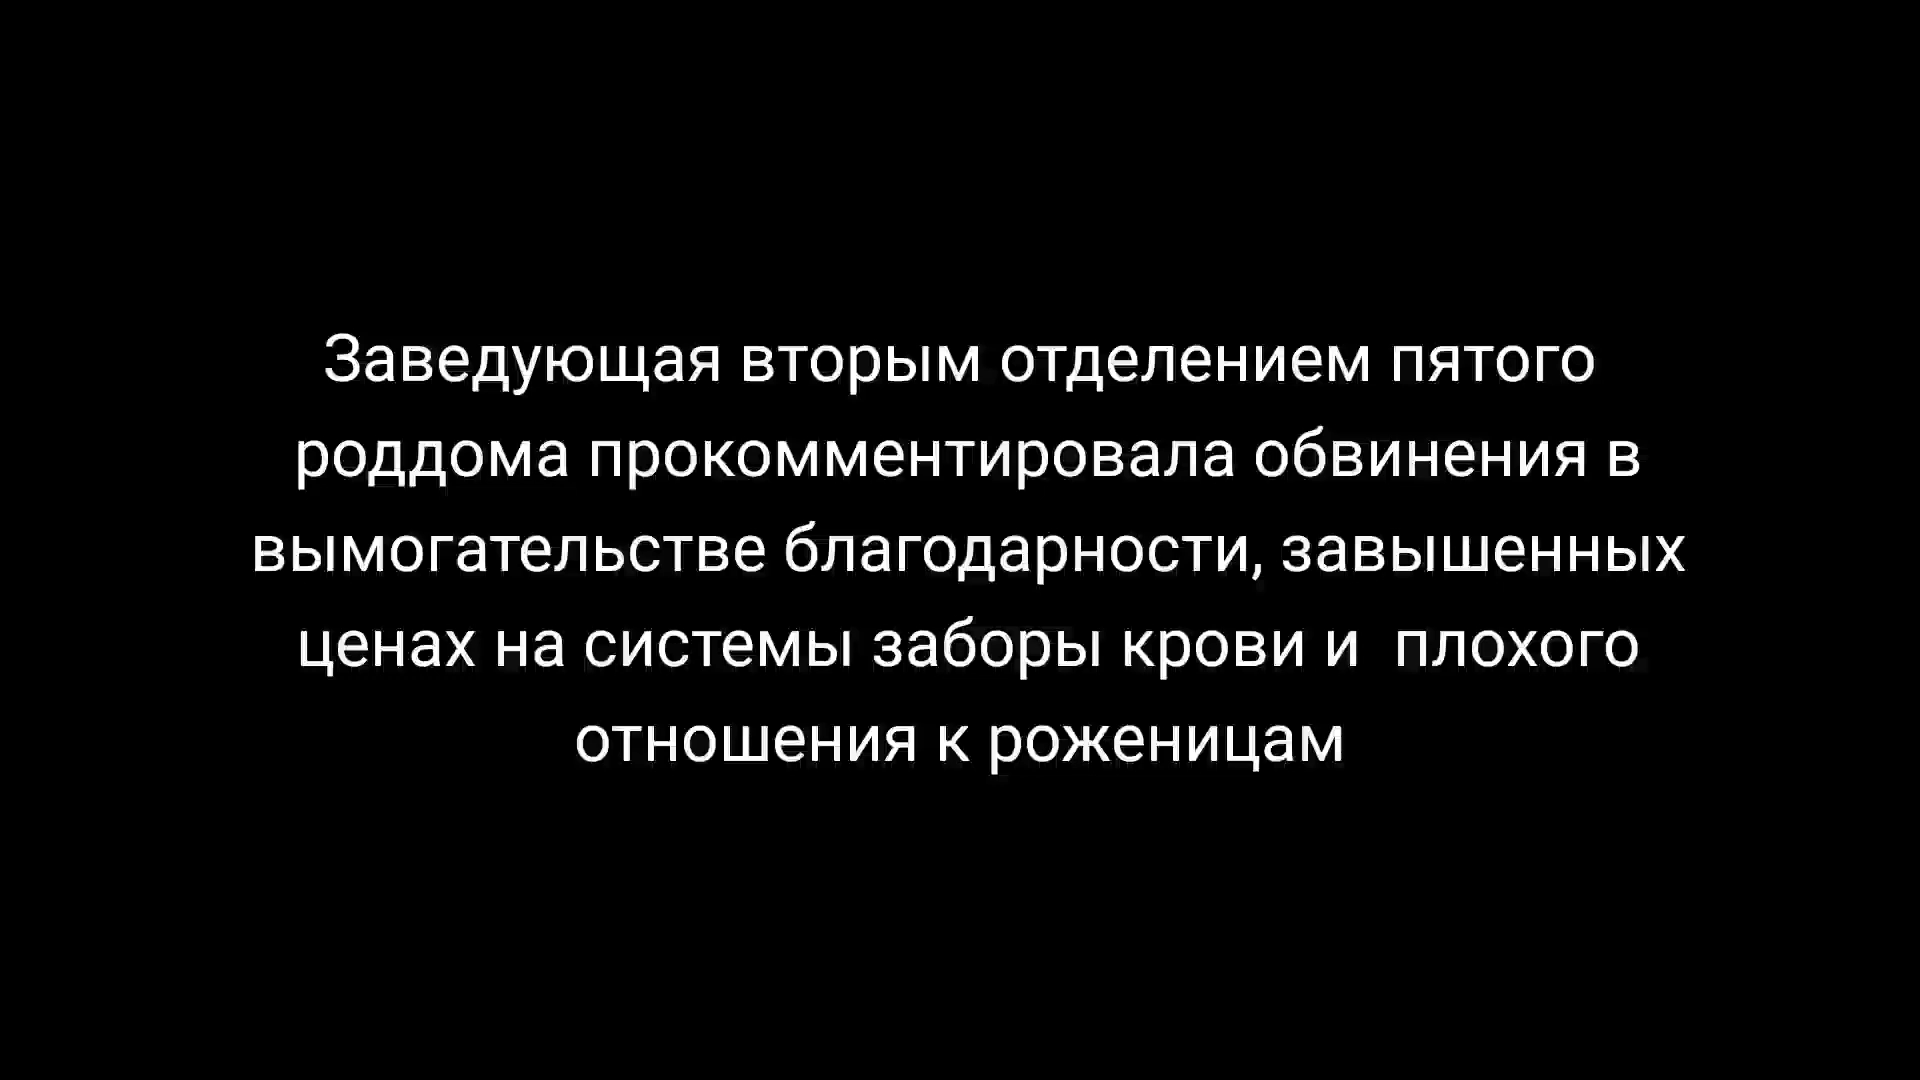 Заведующая вторым отделением пятого
роддома прокомментировала обвинения в
вымогательстве благодарности, завышенных
ценах на системы заборы крови и  плохого
отношения к роженицам